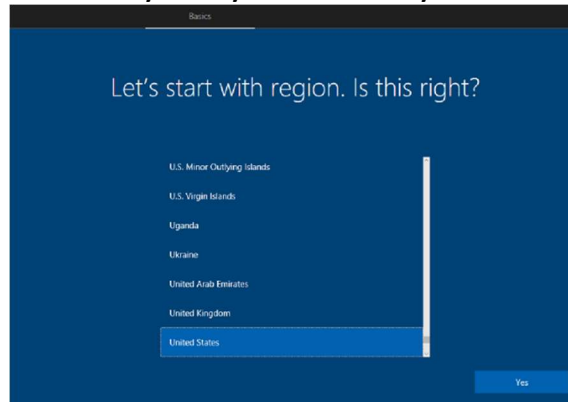 Basics
Let's start with region. Is this right?
U.S. Minor Outlying Islands
U.S. Virgin Islands
Uganda
Ukraine
United Arab Emirates
United Kingdom
United States
Yes